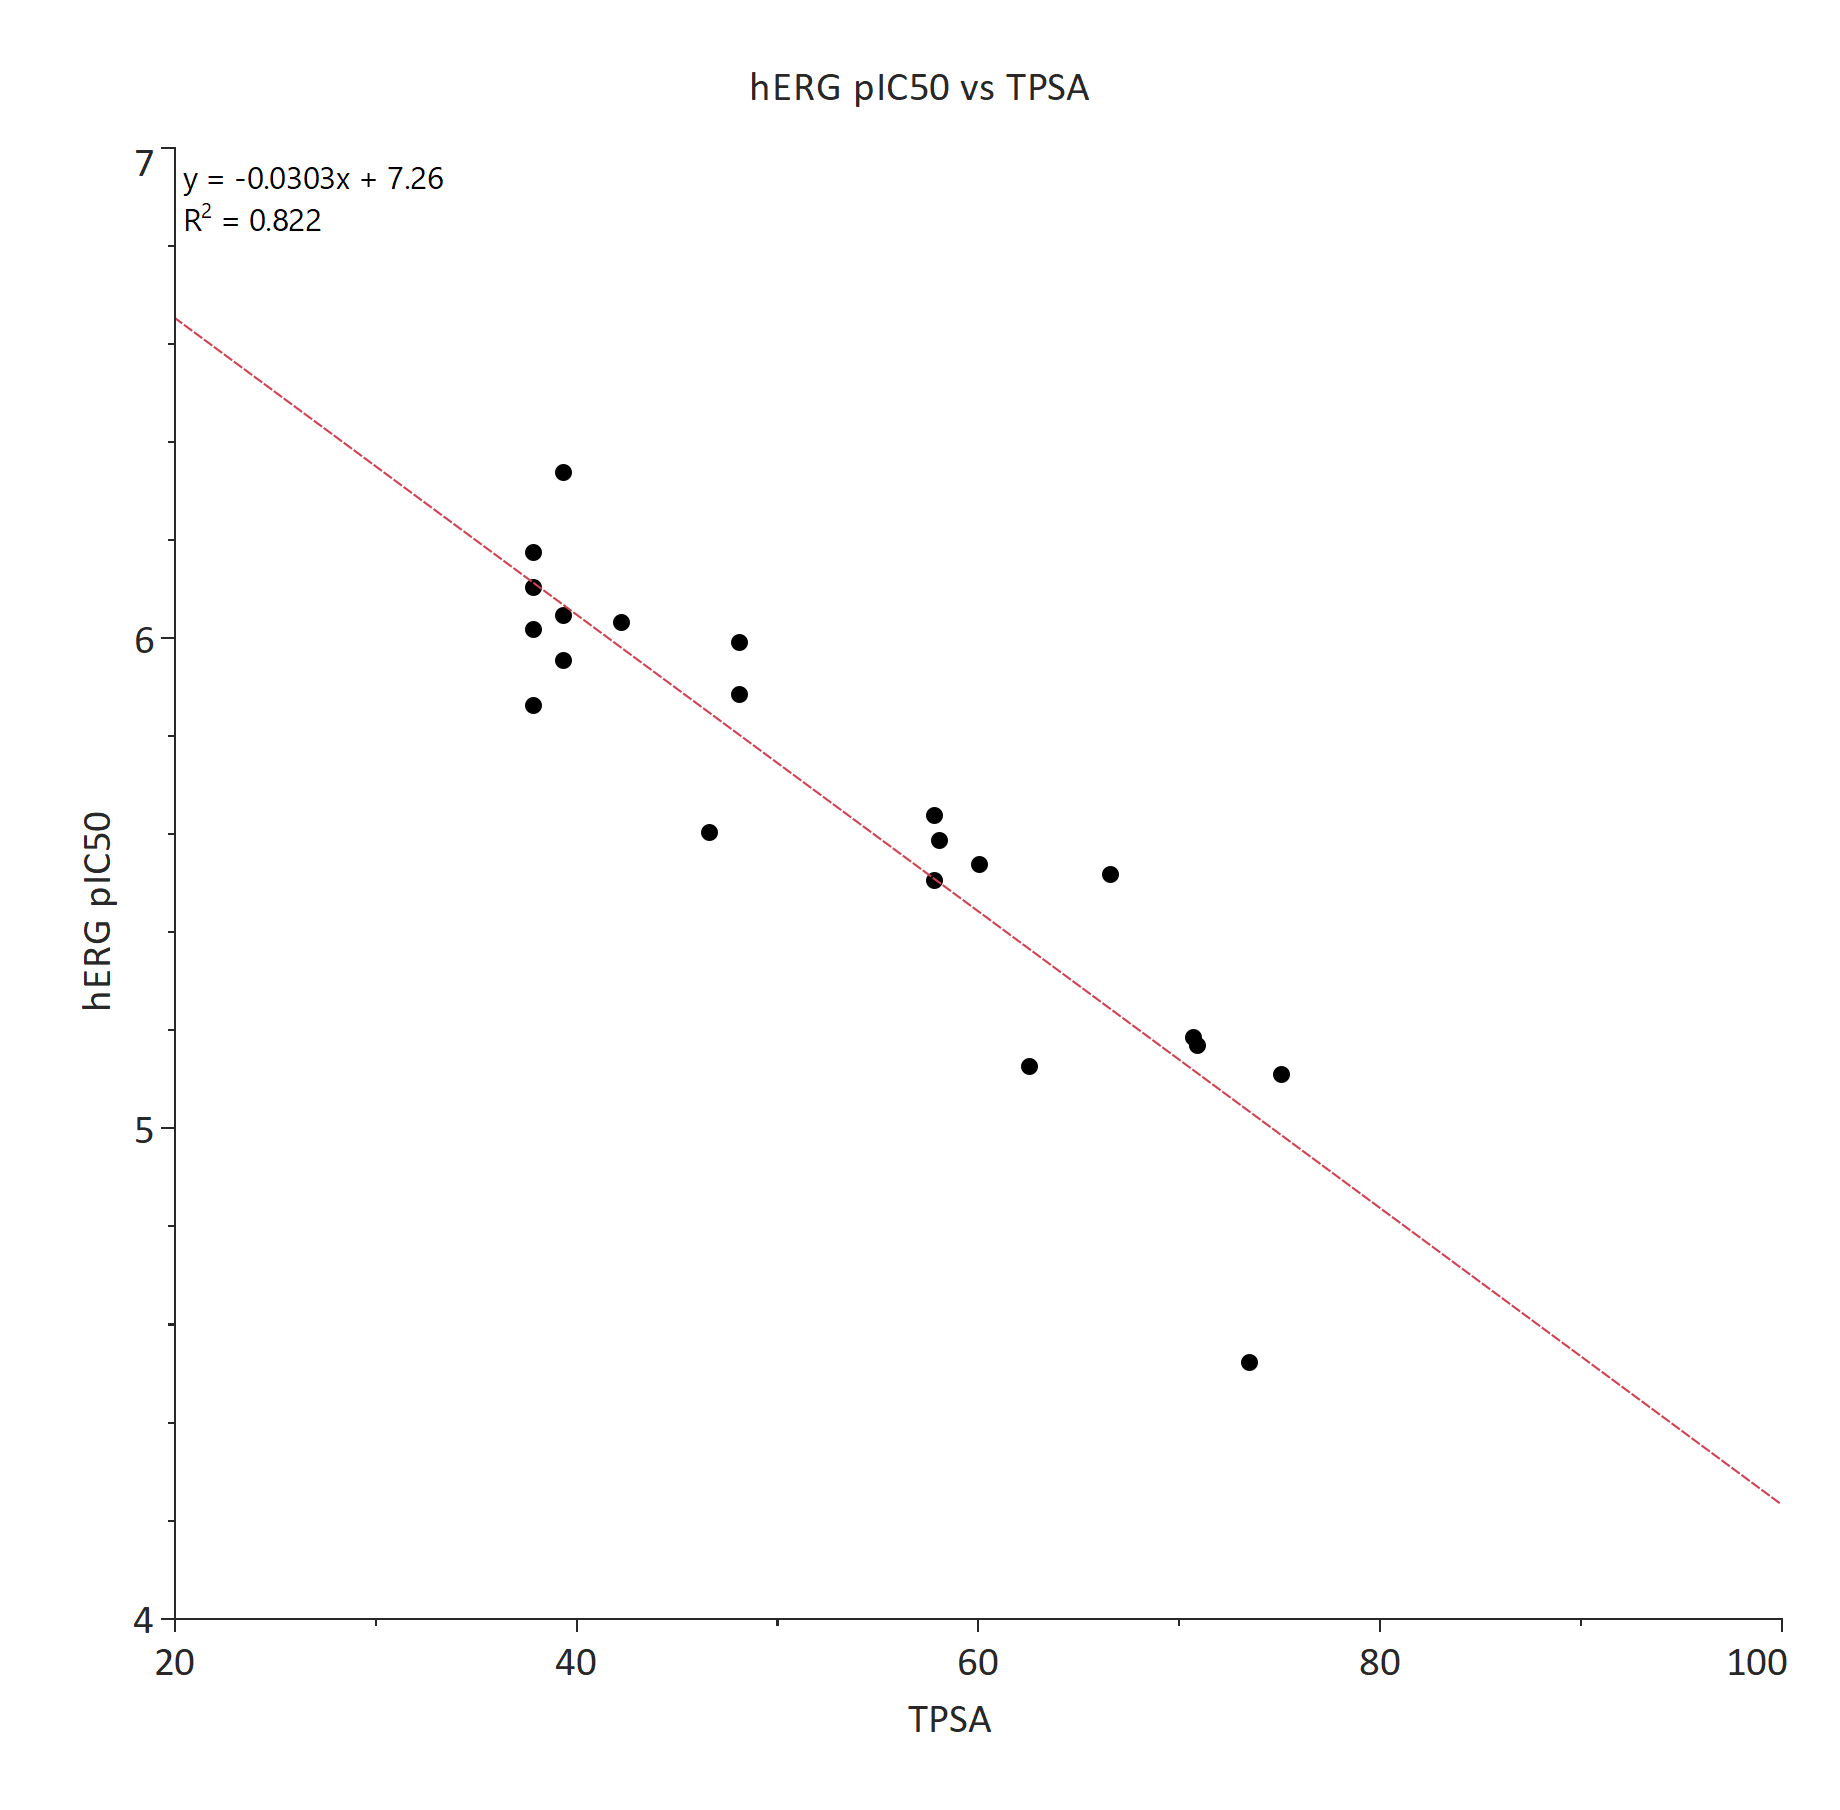 hERG pIC50 vs TPSA
y = -0.0303x + 7.26
R² = 0.822
7
6
5
4
hERG pIC50
20 40 60 80 100
TPSA